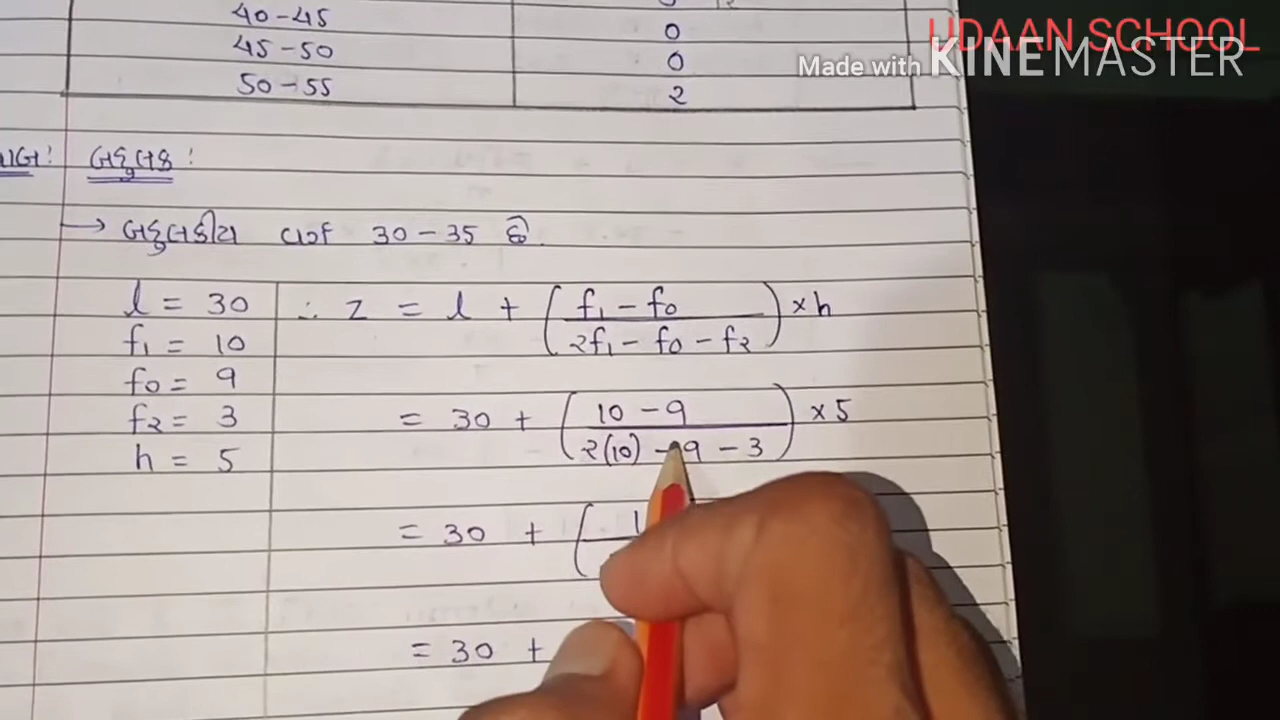 UDAAN SCHOOL
Made with KINEMASTER
40-45 0
45-50 0
50-55 2
બહુલક :
→ બહુલકીય વર્ગ 30-35 છે.
l = 30
f₁ = 10
f₀ = 9
f₂ = 3
h = 5
∴ Z = l + (f₁ - f₀ / 2f₁ - f₀ - f₂) × h
= 30 + (10 - 9 / 2(10) - 9 - 3) × 5
= 30 + ( 1
= 30 +